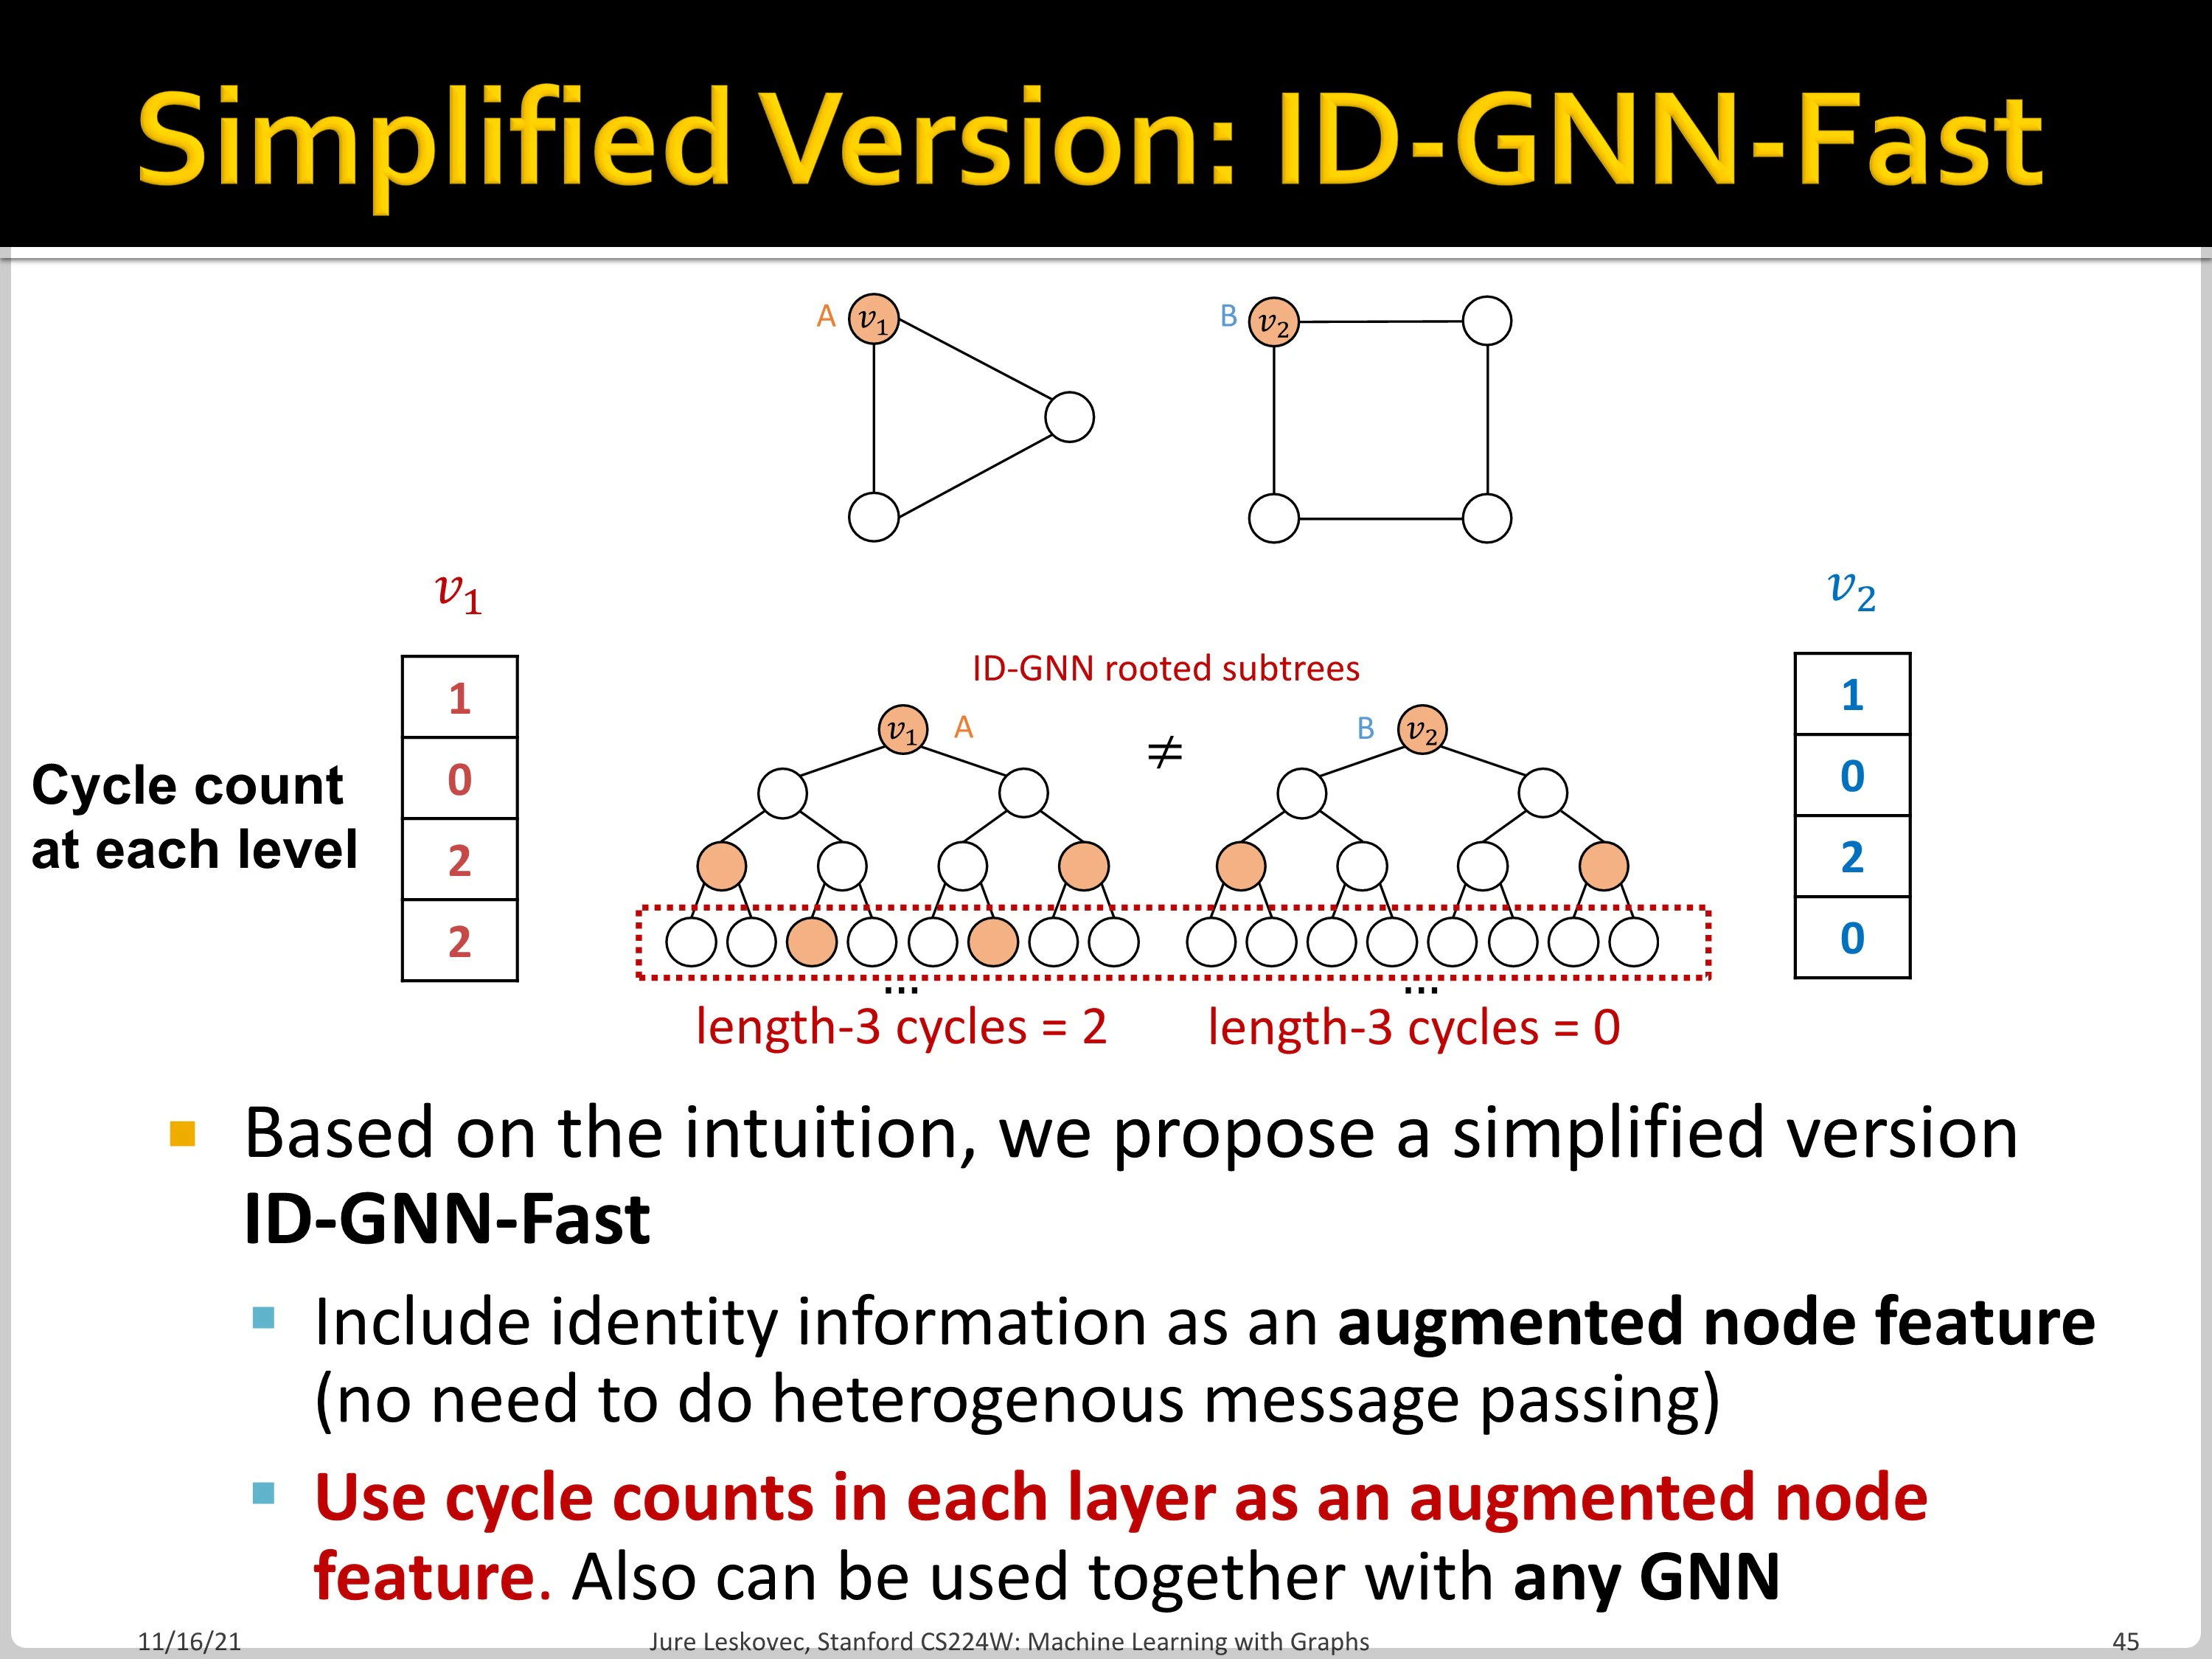 Simplified Version: ID-GNN-Fast
A v₁
B v₂
v₁
v₂
ID-GNN rooted subtrees
v₁ A
≠
B v₂
Cycle count
at each level
1
0
2
2
1
0
2
0
...
...
length-3 cycles = 2
length-3 cycles = 0
Based on the intuition, we propose a simplified version
ID-GNN-Fast
Include identity information as an augmented node feature
(no need to do heterogenous message passing)
Use cycle counts in each layer as an augmented node
feature. Also can be used together with any GNN
11/16/21
Jure Leskovec, Stanford CS224W: Machine Learning with Graphs
45